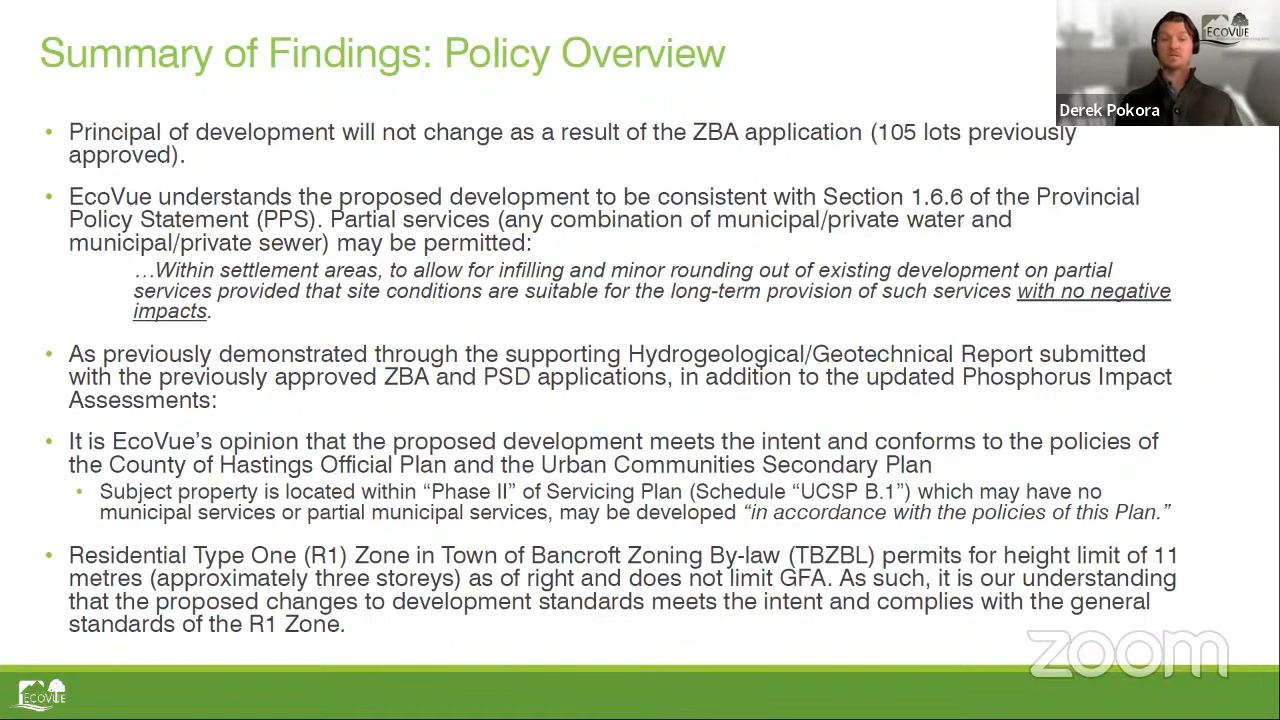 Summary of Findings: Policy Overview
ECOVUE
Derek Pokora
• Principal of development will not change as a result of the ZBA application (105 lots previously
approved).
• EcoVue understands the proposed development to be consistent with Section 1.6.6 of the Provincial
Policy Statement (PPS). Partial services (any combination of municipal/private water and
municipal/private sewer) may be permitted:
…Within settlement areas, to allow for infilling and minor rounding out of existing development on partial
services provided that site conditions are suitable for the long-term provision of such services with no negative
impacts.
• As previously demonstrated through the supporting Hydrogeological/Geotechnical Report submitted
with the previously approved ZBA and PSD applications, in addition to the updated Phosphorus Impact
Assessments:
• It is EcoVue's opinion that the proposed development meets the intent and conforms to the policies of
the County of Hastings Official Plan and the Urban Communities Secondary Plan
• Subject property is located within “Phase II” of Servicing Plan (Schedule “UCSP B.1”) which may have no
municipal services or partial municipal services, may be developed “in accordance with the policies of this Plan.”
• Residential Type One (R1) Zone in Town of Bancroft Zoning By-law (TBZBL) permits for height limit of 11
metres (approximately three storeys) as of right and does not limit GFA. As such, it is our understanding
that the proposed changes to development standards meets the intent and complies with the general
standards of the R1 Zone.
zoom
ECOVUE